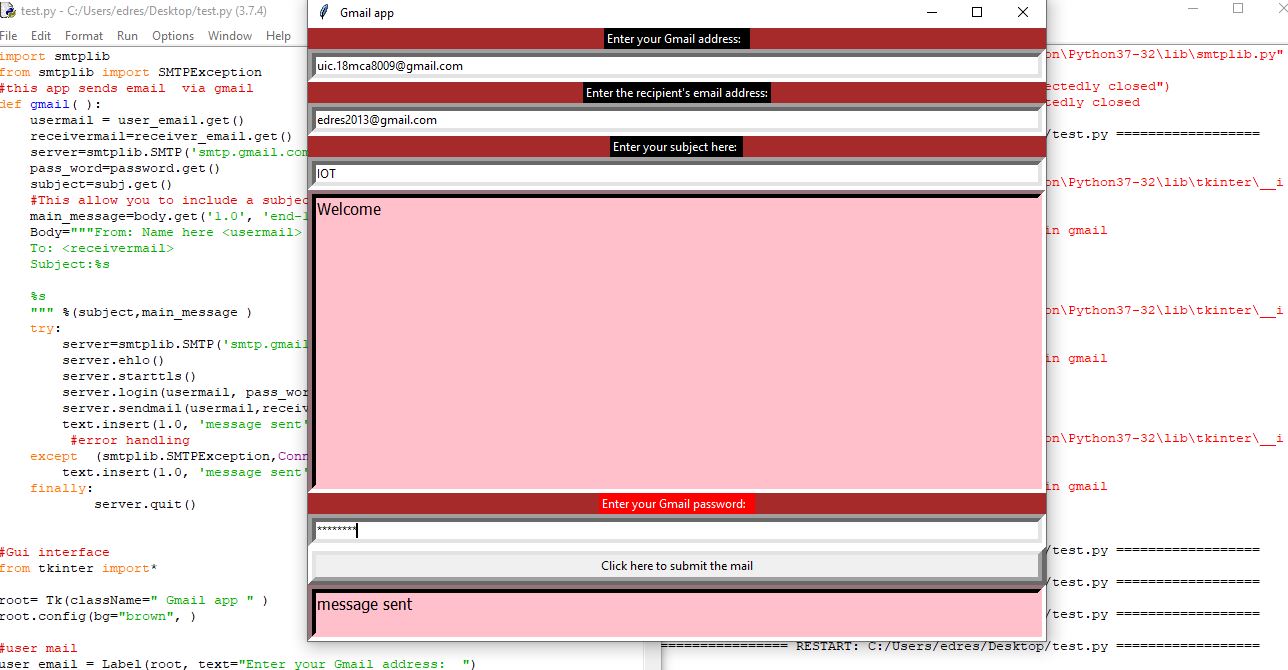 test.py - C:/Users/edres/Desktop/test.py (3.7.4)
File Edit Format Run Options Window Help
import smtplib
from smtplib import SMTPException
#this app sends email  via gmail
def gmail( ):
    usermail = user_email.get()
    receivermail=receiver_email.get()
    server=smtplib.SMTP('smtp.gmail.com
    pass_word=password.get()
    subject=subj.get()
    #This allow you to include a subjec
    main_message=body.get('1.0', 'end-1
    Body="""From: Name here <usermail>
    To: <receivermail>
    Subject:%s
    %s
    """ %(subject,main_message )
    try:
        server=smtplib.SMTP('smtp.gmail
        server.ehlo()
        server.starttls()
        server.login(usermail, pass_wor
        server.sendmail(usermail,receiv
        text.insert(1.0, 'message sent'
         #error handling
    except  (smtplib.SMTPException,Conn
        text.insert(1.0, 'message sent'
    finally:
            server.quit()
#Gui interface
from tkinter import*
root= Tk(className=" Gmail app " )
root.config(bg="brown", )
#user mail
user email = Label(root, text="Enter your Gmail address:  ")
Gmail app
Enter your Gmail address:
uic.18mca8009@gmail.com
Enter the recipient's email address:
edres2013@gmail.com
Enter your subject here:
IOT
Welcome
Enter your Gmail password:
********
Click here to submit the mail
message sent
on\Python37-32\lib\smtplib.py"
ectedly closed")
tedly closed
/test.py ==================
on\Python37-32\lib\tkinter\__i
in gmail
on\Python37-32\lib\tkinter\__i
in gmail
on\Python37-32\lib\tkinter\__i
in gmail
/test.py ==================
/test.py ==================
/test.py ==================
================ RESTART: C:/Users/edres/Desktop/test.py ==================